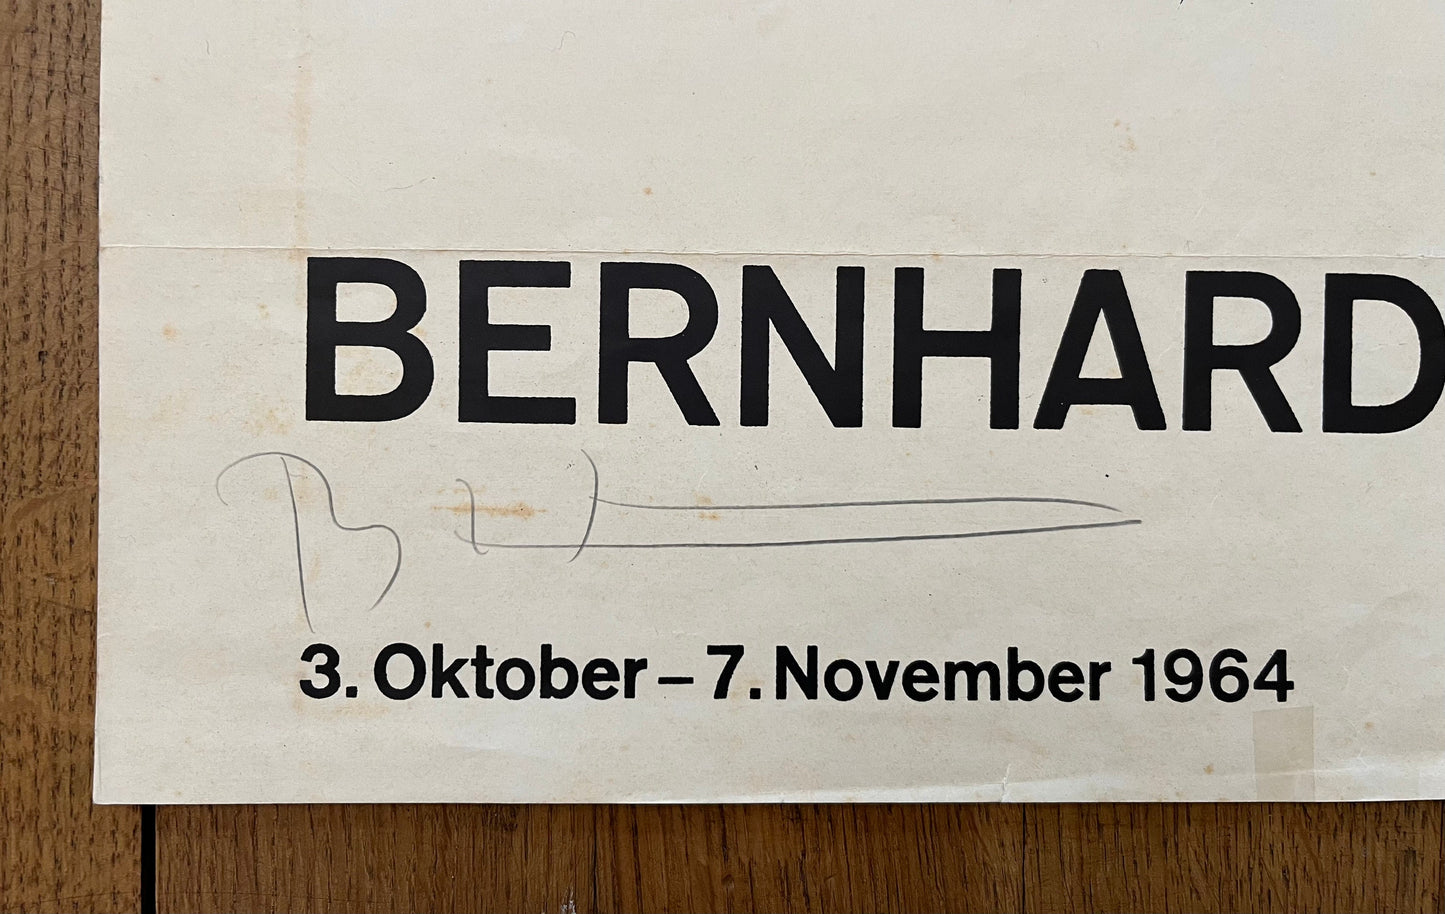 BERNHARD
3. Oktober – 7. November 1964